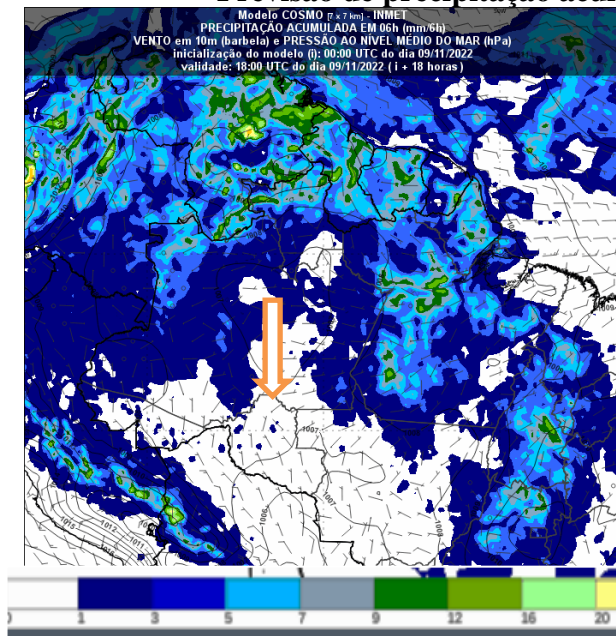 Modelo COSMO [7 x 7 km] - INMET
PRECIPITAÇÃO ACUMULADA EM 06h (mm/6h)
VENTO em 10m (barbela) e PRESSÃO AO NÍVEL MÉDIO DO MAR (hPa)
inicialização do modelo (i): 00:00 UTC do dia 09/11/2022
validade: 18:00 UTC do dia 09/11/2022 ( i + 18 horas )
1009
1007
1006
1007
1008
1015
1012
1 3 5 7 9 12 16 20